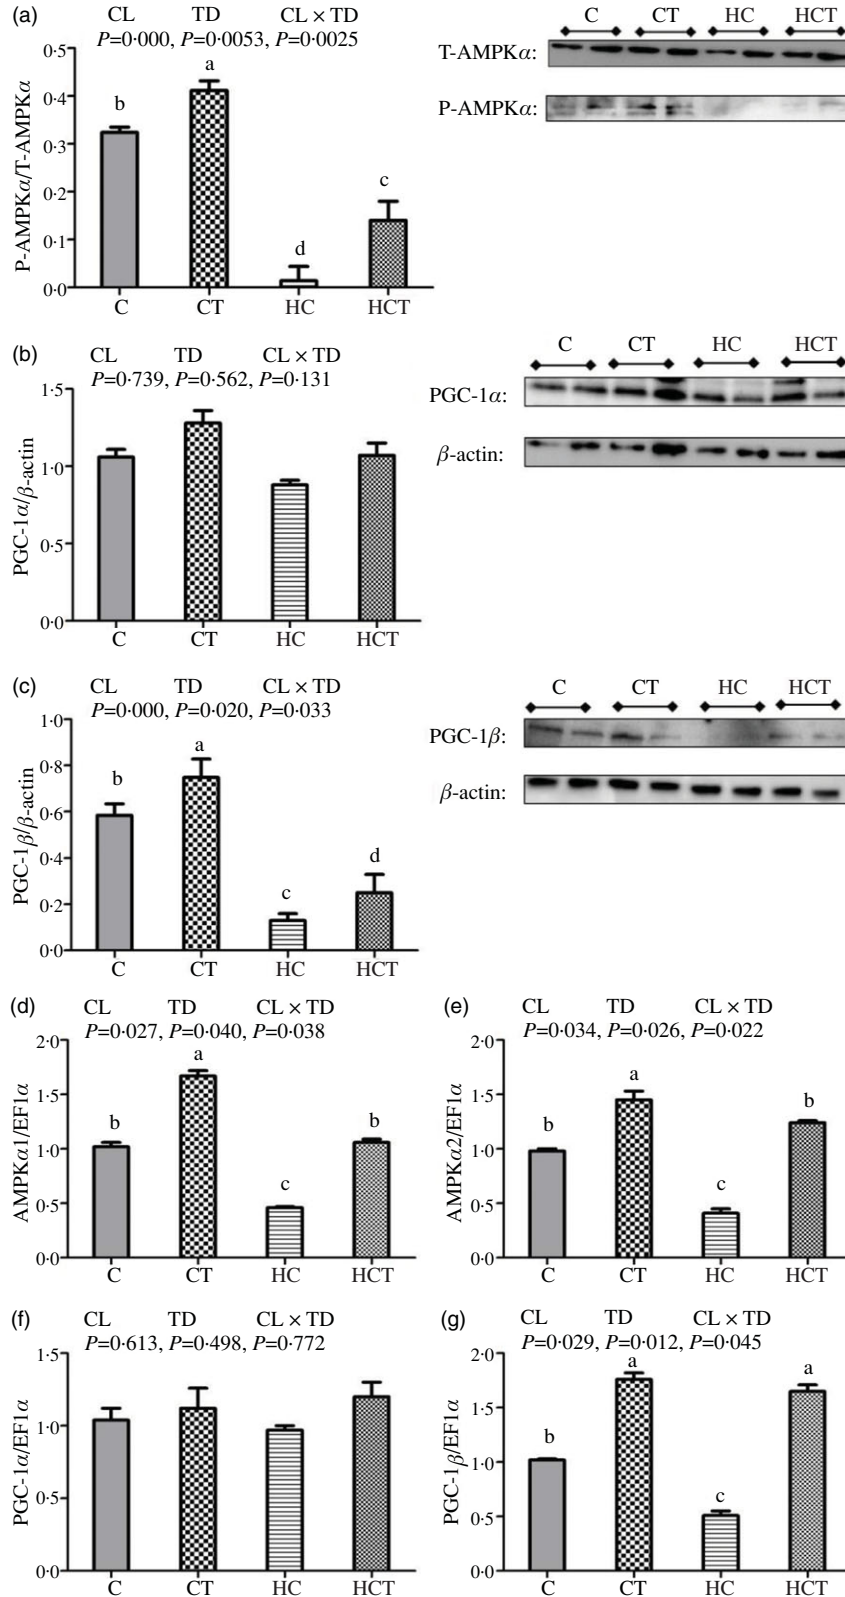 (a)
CL TD CL × TD
P=0·000, P=0·0053, P=0·0025
P-AMPKα/T-AMPKα
0·5
0·4
0·3
0·2
0·1
0·0
b
a
d
c
C CT HC HCT
C CT HC HCT
T-AMPKα:
P-AMPKα:
(b)
CL TD CL × TD
P=0·739, P=0·562, P=0·131
PGC-1α/β-actin
1·5
1·0
0·5
0·0
C CT HC HCT
C CT HC HCT
PGC-1α:
β-actin:
(c)
CL TD CL × TD
P=0·000, P=0·020, P=0·033
PGC-1β/β-actin
1·0
0·8
0·6
0·4
0·2
0·0
b
a
c
d
C CT HC HCT
C CT HC HCT
PGC-1β:
β-actin:
(d)
CL TD CL × TD
P=0·027, P=0·040, P=0·038
AMPKα1/EF1α
2·0
1·5
1·0
0·5
0·0
b
a
c
b
C CT HC HCT
(e)
CL TD CL × TD
P=0·034, P=0·026, P=0·022
AMPKα2/EF1α
2·0
1·5
1·0
0·5
0·0
b
a
c
b
C CT HC HCT
(f)
CL TD CL × TD
P=0·613, P=0·498, P=0·772
PGC-1α/EF1α
1·5
1·0
0·5
0·0
C CT HC HCT
(g)
CL TD CL × TD
P=0·029, P=0·012, P=0·045
PGC-1β/EF1α
2·0
1·5
1·0
0·5
0·0
b
a
c
a
C CT HC HCT